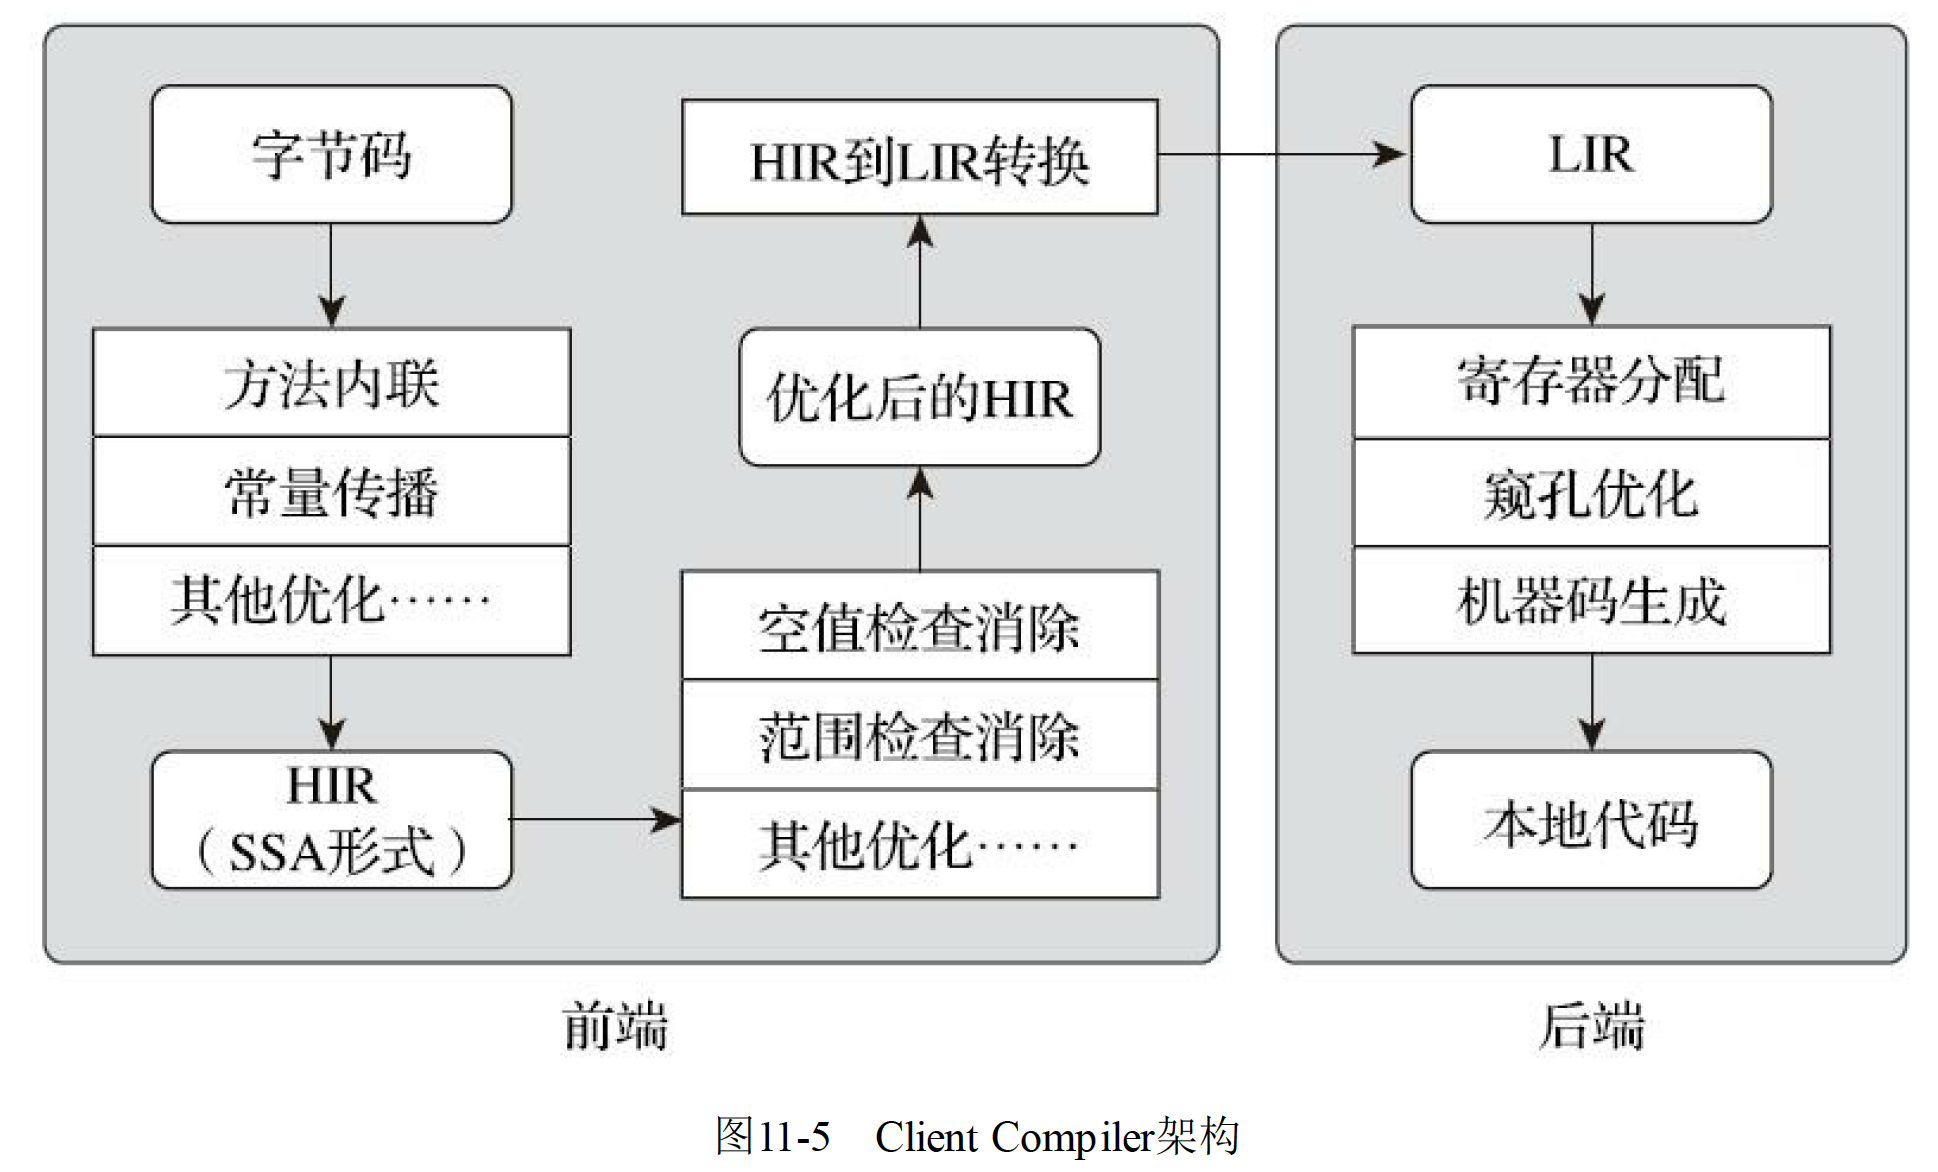 字节码
方法内联
常量传播
其他优化……
HIR
（SSA形式）
空值检查消除
范围检查消除
其他优化……
优化后的HIR
HIR到LIR转换
前端
LIR
寄存器分配
窥孔优化
机器码生成
本地代码
后端
图11-5 Client Compiler架构